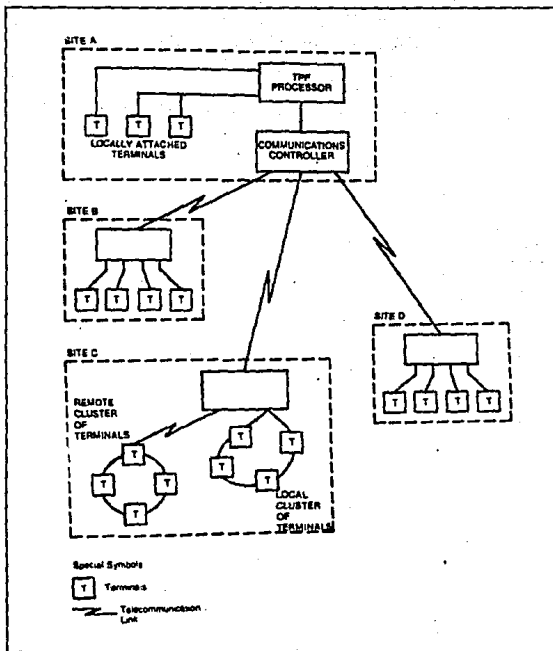 SITE A
TPF
PROCESSOR
T T T
LOCALLY ATTACHED
TERMINALS
COMMUNICATIONS
CONTROLLER
SITE B
T T T T
SITE D
T T T T
SITE C
REMOTE
CLUSTER
OF
TERMINALS
T
T T
T
T
T T
T
LOCAL
CLUSTER
OF
TERMINALS
Special Symbols
T Terminals
Telecommunication
Link